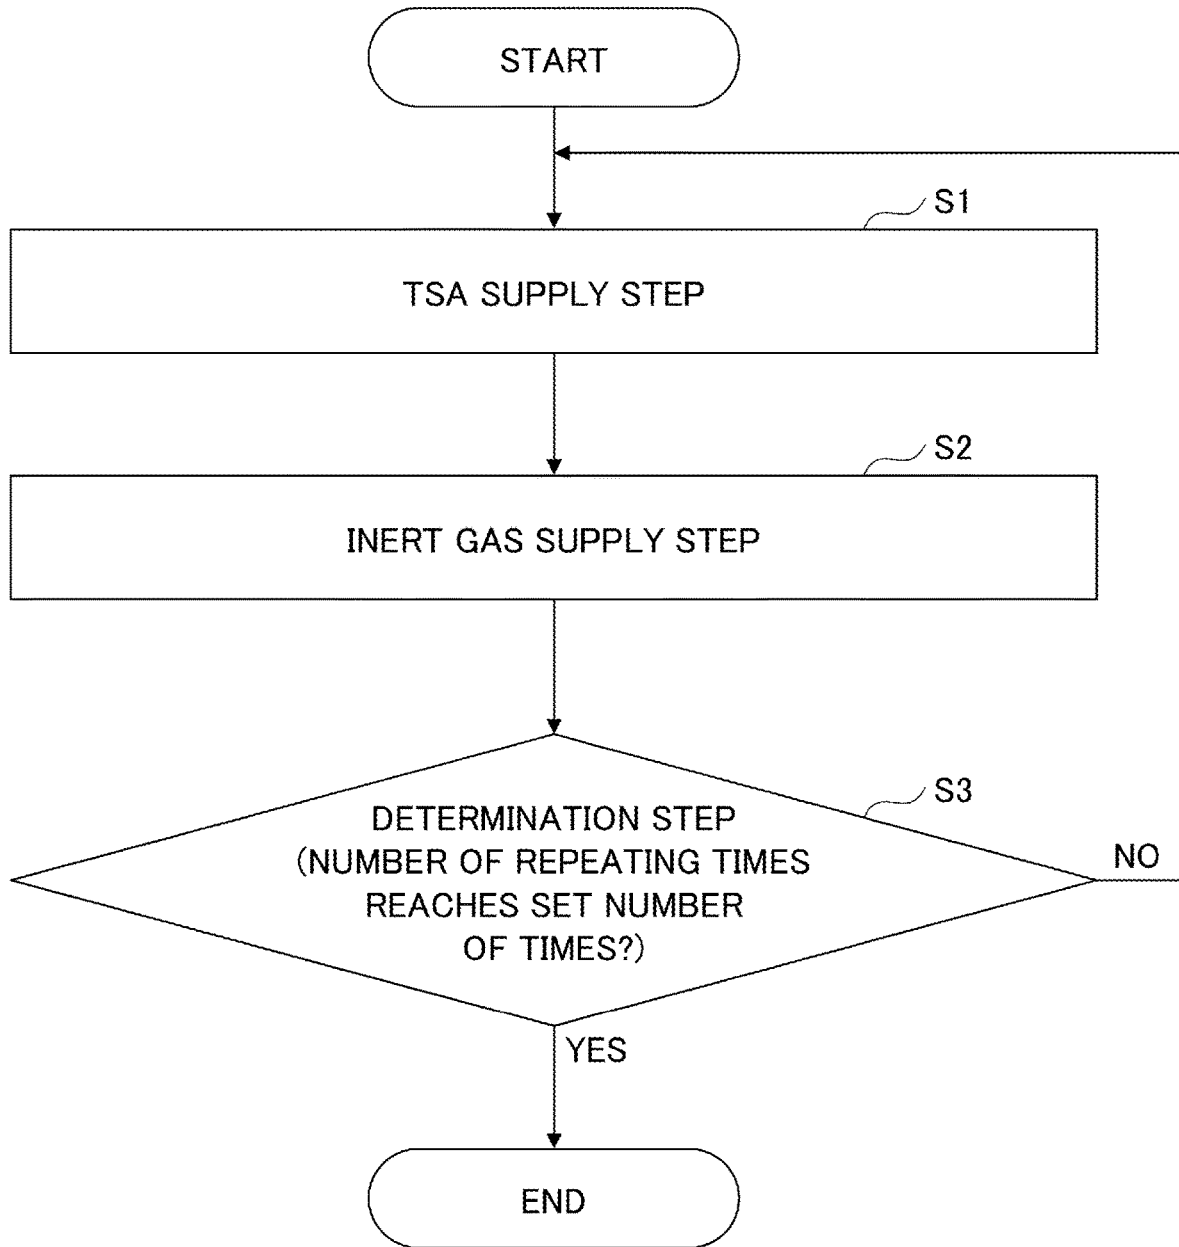 START
S1
TSA SUPPLY STEP
S2
INERT GAS SUPPLY STEP
S3
DETERMINATION STEP
(NUMBER OF REPEATING TIMES
REACHES SET NUMBER
OF TIMES?)
NO
YES
END